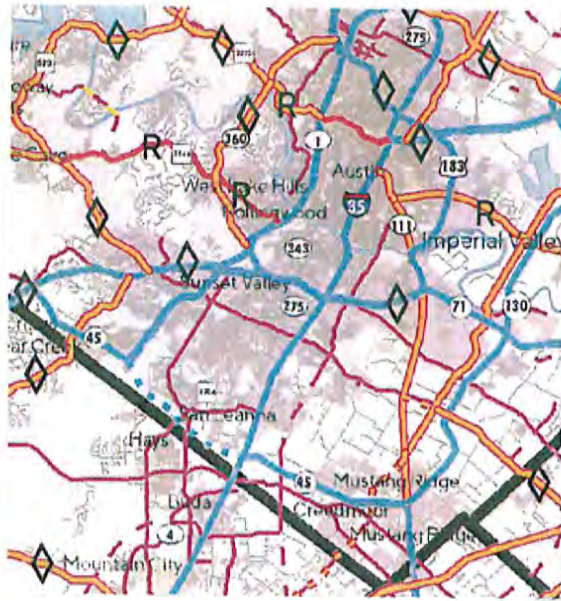 275
R
360
1
R
183
Austin
West Lake Hills
R
35
R
111
343
Imperial Valley
Sunset Valley
275
71
130
45
San Leanna
Hays
45
Mustang Ridge
Buda
Creedmoor
4
Mustang Ridge
Mountain City